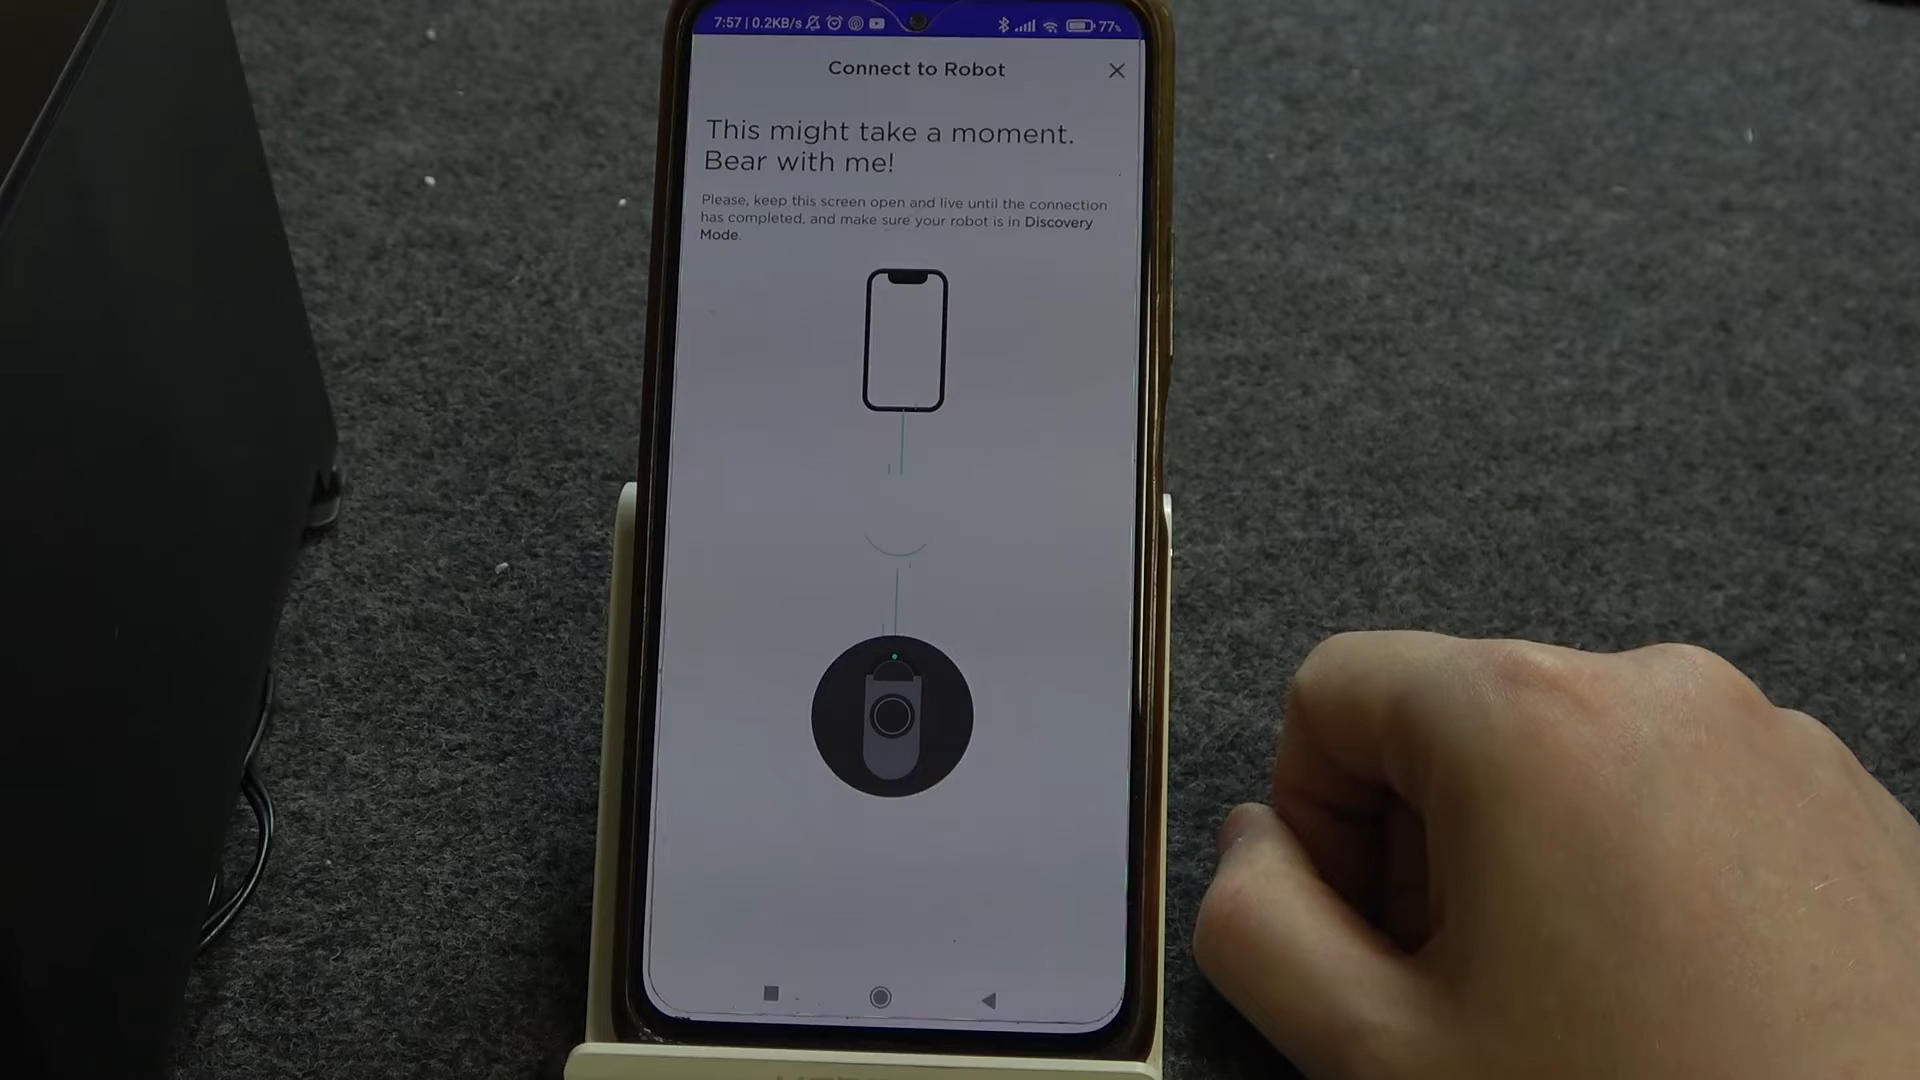 7:57 | 0.2KB/s 77%
Connect to Robot
This might take a moment.
Bear with me!
Please, keep this screen open and live until the connection
has completed, and make sure your robot is in Discovery
Mode.